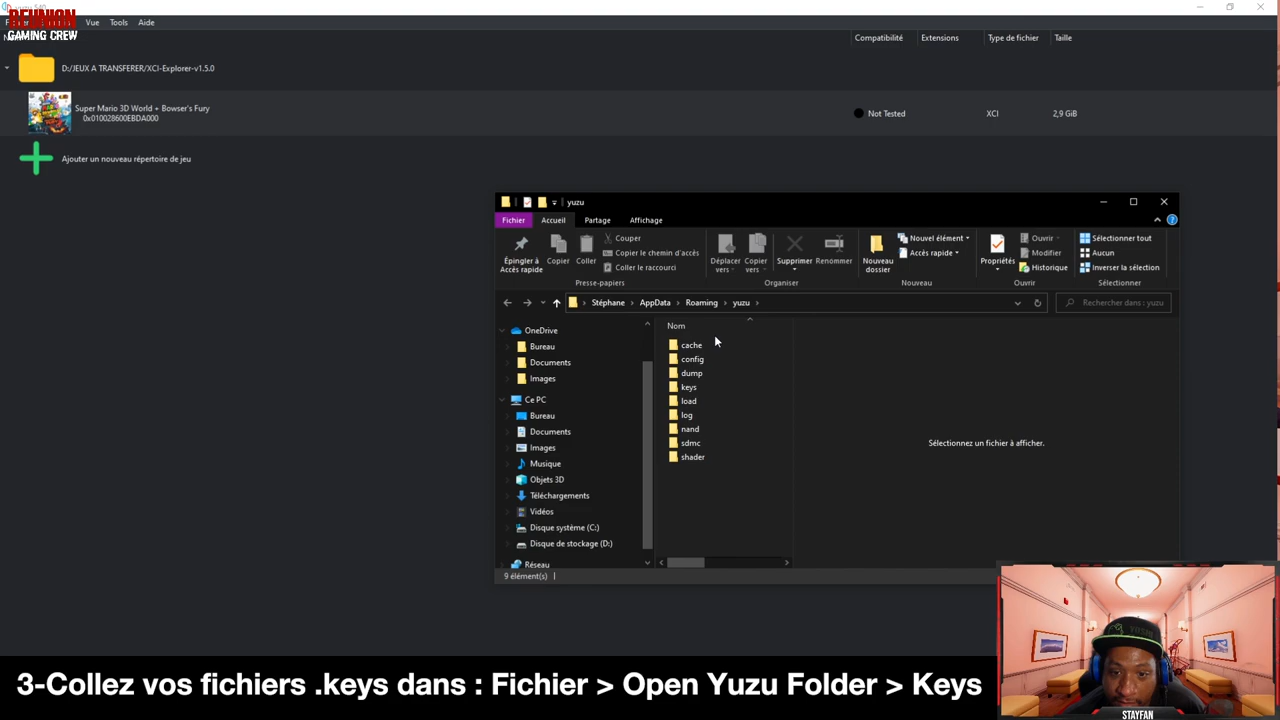 yuzu 540
REUNION
GAMING CREW
Vue Tools Aide
Compatibilité Extensions Type de fichier Taille
D:/JEUX A TRANSFERER/XCI-Explorer-v1.5.0
Super Mario 3D World + Bowser's Fury
0x010028600EBDA000
Not Tested XCI 2,9 GiB
Ajouter un nouveau répertoire de jeu
yuzu
Fichier Accueil Partage Affichage
Épingler à Accès rapide
Copier
Coller
Couper
Copier le chemin d'accès
Coller le raccourci
Presse-papiers
Déplacer vers
Copier vers
Supprimer
Renommer
Organiser
Nouveau dossier
Nouvel élément
Accès rapide
Nouveau
Propriétés
Ouvrir
Modifier
Historique
Ouvrir
Sélectionner tout
Aucun
Inverser la sélection
Sélectionner
Stéphane > AppData > Roaming > yuzu >
Rechercher dans : yuzu
OneDrive
Bureau
Documents
Images
Ce PC
Bureau
Documents
Images
Musique
Objets 3D
Téléchargements
Vidéos
Disque système (C:)
Disque de stockage (D:)
Réseau
Nom
cache
config
dump
keys
load
log
nand
sdmc
shader
Sélectionnez un fichier à afficher.
9 élément(s)
3-Collez vos fichiers .keys dans : Fichier > Open Yuzu Folder > Keys
STAYFAN